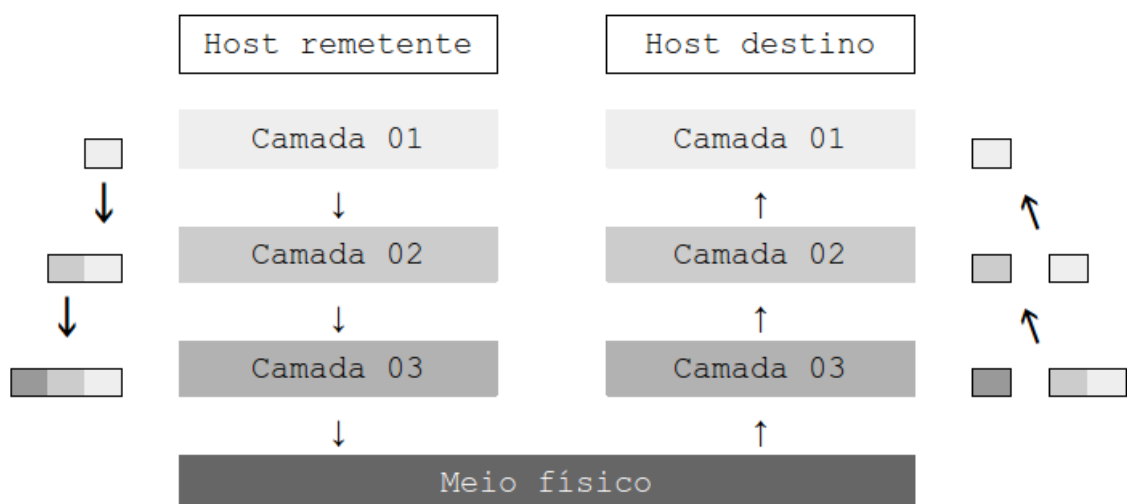 Host remetente
Host destino
Camada 01
Camada 01
Camada 02
Camada 02
Camada 03
Camada 03
Meio físico